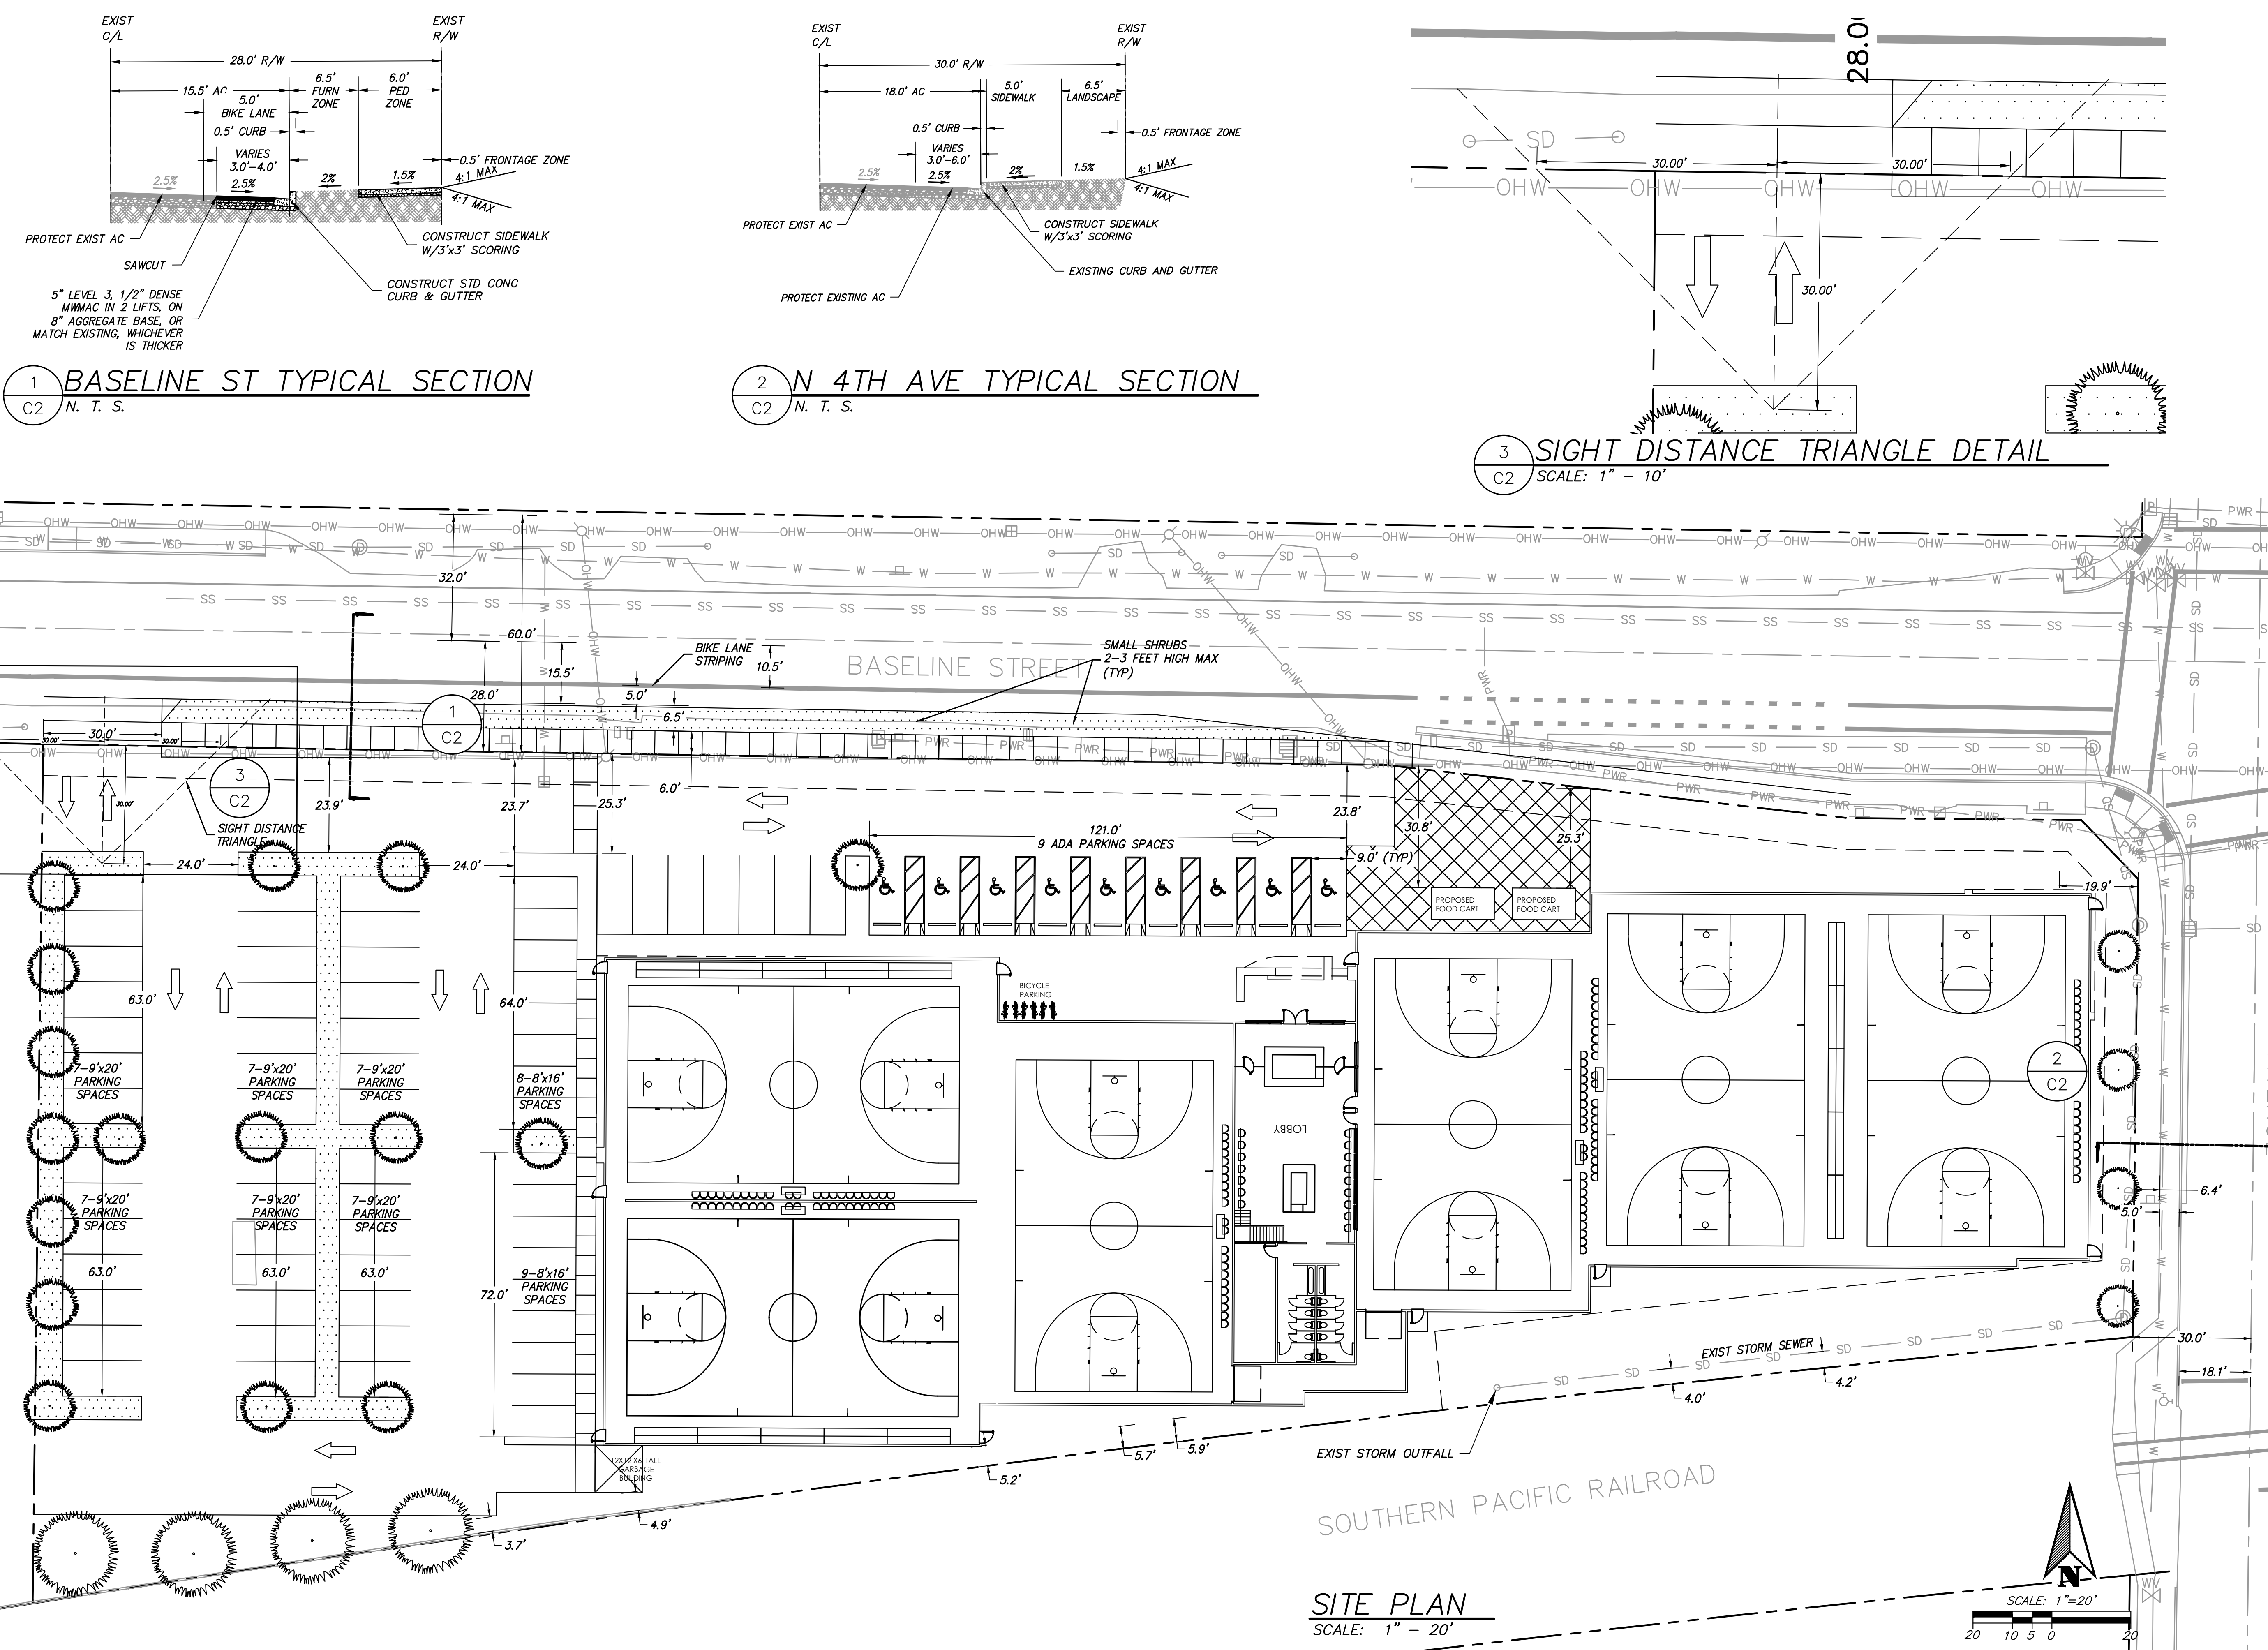 EXIST
C/L
EXIST
R/W
28.0' R/W
15.5' AC
6.5'
FURN
ZONE
6.0'
PED
ZONE
5.0'
BIKE LANE
0.5' CURB
VARIES
3.0'-4.0'
0.5' FRONTAGE ZONE
2.5%
2.5%
2%
1.5%
4:1 MAX
4:1 MAX
PROTECT EXIST AC
SAWCUT
CONSTRUCT SIDEWALK
W/3'x3' SCORING
CONSTRUCT STD CONC
CURB & GUTTER
5" LEVEL 3, 1/2" DENSE
MWMAC IN 2 LIFTS, ON
8" AGGREGATE BASE, OR
MATCH EXISTING, WHICHEVER
IS THICKER
1
C2
BASELINE ST TYPICAL SECTION
N. T. S.
EXIST
C/L
EXIST
R/W
30.0' R/W
18.0' AC
5.0'
SIDEWALK
6.5'
LANDSCAPE
0.5' CURB
VARIES
3.0'-6.0'
0.5' FRONTAGE ZONE
2.5%
2.5%
2%
1.5%
4:1 MAX
4:1 MAX
PROTECT EXIST AC
CONSTRUCT SIDEWALK
W/3'x3' SCORING
EXISTING CURB AND GUTTER
PROTECT EXISTING AC
2
C2
N 4TH AVE TYPICAL SECTION
N. T. S.
SD
30.00'
30.00'
OHW
OHW
OHW
OHW
OHW
30.00'
3
C2
SIGHT DISTANCE TRIANGLE DETAIL
SCALE: 1" - 10'
32.0'
60.0'
28.0'
15.5'
5.0'
6.5'
10.5'
BIKE LANE
STRIPING
BASELINE STREET
SMALL SHRUBS
2-3 FEET HIGH MAX
(TYP)
1
C2
3
C2
30.0'
30.00'
30.00'
30.00'
SIGHT DISTANCE
TRIANGLE
23.9'
23.7'
25.3'
6.0'
24.0'
24.0'
121.0'
9 ADA PARKING SPACES
23.8'
30.8'
25.3'
9.0' (TYP)
PROPOSED
FOOD CART
PROPOSED
FOOD CART
19.9'
63.0'
64.0'
BICYCLE
PARKING
LOBBY
7-9'x20'
PARKING
SPACES
7-9'x20'
PARKING
SPACES
7-9'x20'
PARKING
SPACES
8-8'x16'
PARKING
SPACES
7-9'x20'
PARKING
SPACES
7-9'x20'
PARKING
SPACES
7-9'x20'
PARKING
SPACES
9-8'x16'
PARKING
SPACES
63.0'
63.0'
63.0'
72.0'
2
C2
6.4'
5.0'
30.0'
18.1'
EXIST STORM SEWER
4.0'
4.2'
EXIST STORM OUTFALL
5.7'
5.9'
5.2'
4.9'
3.7'
12X12 X6' TALL
GARBAGE
BUILDING
SOUTHERN PACIFIC RAILROAD
SITE PLAN
SCALE: 1" - 20'
N
SCALE: 1"=20'
20 10 5 0 20